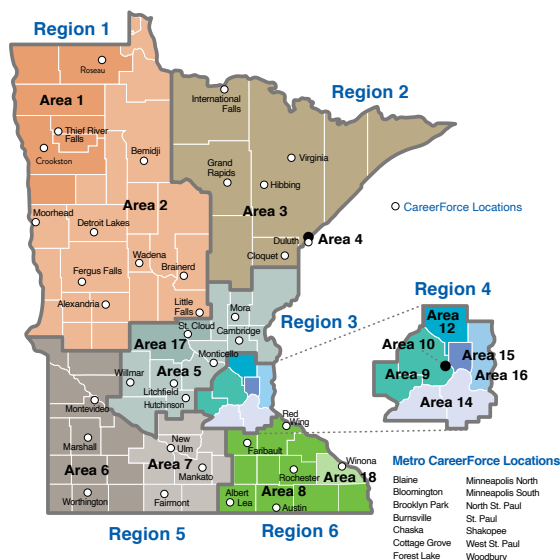 Region 1
Roseau
Area 1
International
Falls
Region 2
Thief River
Falls
Crookston
Bemidji
Virginia
Grand
Rapids
Hibbing
Area 2
Area 3
CareerForce Locations
Moorhead
Detroit Lakes
Duluth
Area 4
Cloquet
Wadena
Fergus Falls
Brainerd
Region 4
Alexandria
Little
Falls
Mora
Area
12
Region 3
St. Cloud
Cambridge
Area 17
Area 10
Monticello
Area 15
Area 5
Area 9
Area 16
Willmar
Litchfield
Hutchinson
Area 14
Montevideo
Red
Wing
Marshall
New
Ulm
Faribault
Area 7
Mankato
Winona
Area 6
Rochester
Area 18
Worthington
Fairmont
Albert
Lea
Area 8
Austin
Region 5
Region 6
Metro CareerForce Locations
Blaine
Bloomington
Brooklyn Park
Burnsville
Chaska
Cottage Grove
Forest Lake
Minneapolis North
Minneapolis South
North St. Paul
St. Paul
Shakopee
West St. Paul
Woodbury